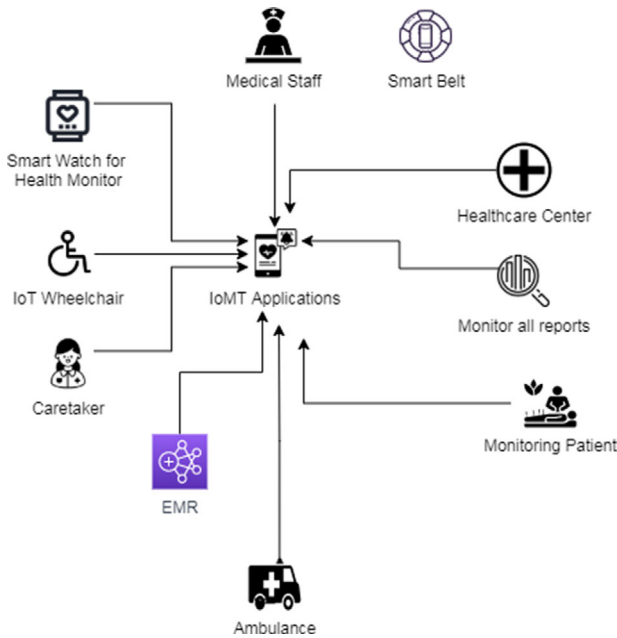 Medical Staff
Smart Belt
Smart Watch for
Health Monitor
Healthcare Center
IoT Wheelchair
IoMT Applications
Monitor all reports
Caretaker
Monitoring Patient
EMR
Ambulance